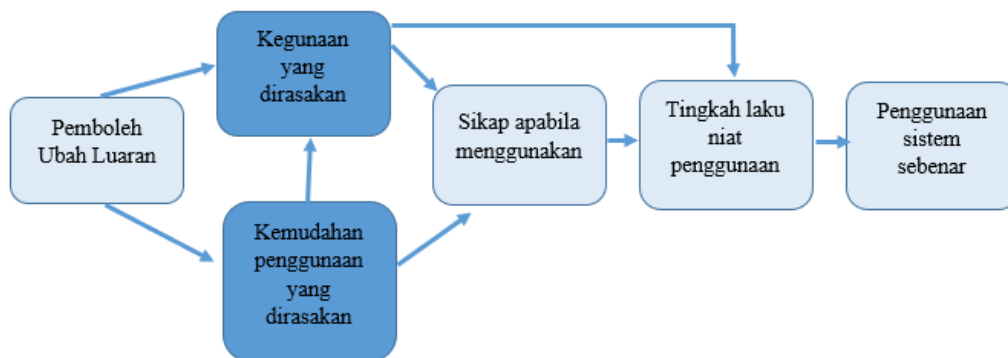 Pemboleh
Ubah Luaran
Kegunaan
yang
dirasakan
Kemudahan
penggunaan
yang
dirasakan
Sikap apabila
menggunakan
Tingkah laku
niat
penggunaan
Penggunaan
sistem
sebenar